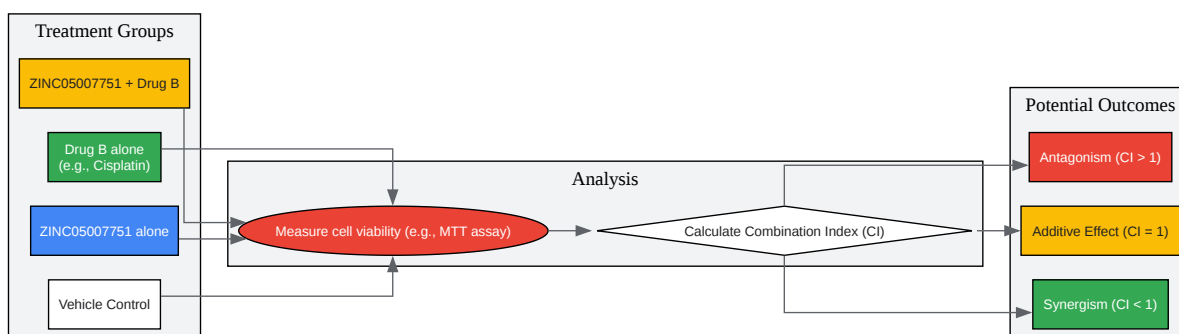 Treatment Groups
ZINC05007751 + Drug B
Drug B alone
(e.g., Cisplatin)
ZINC05007751 alone
Vehicle Control
Analysis
Measure cell viability (e.g., MTT assay)
Calculate Combination Index (CI)
Potential Outcomes
Antagonism (CI > 1)
Additive Effect (CI = 1)
Synergism (CI < 1)